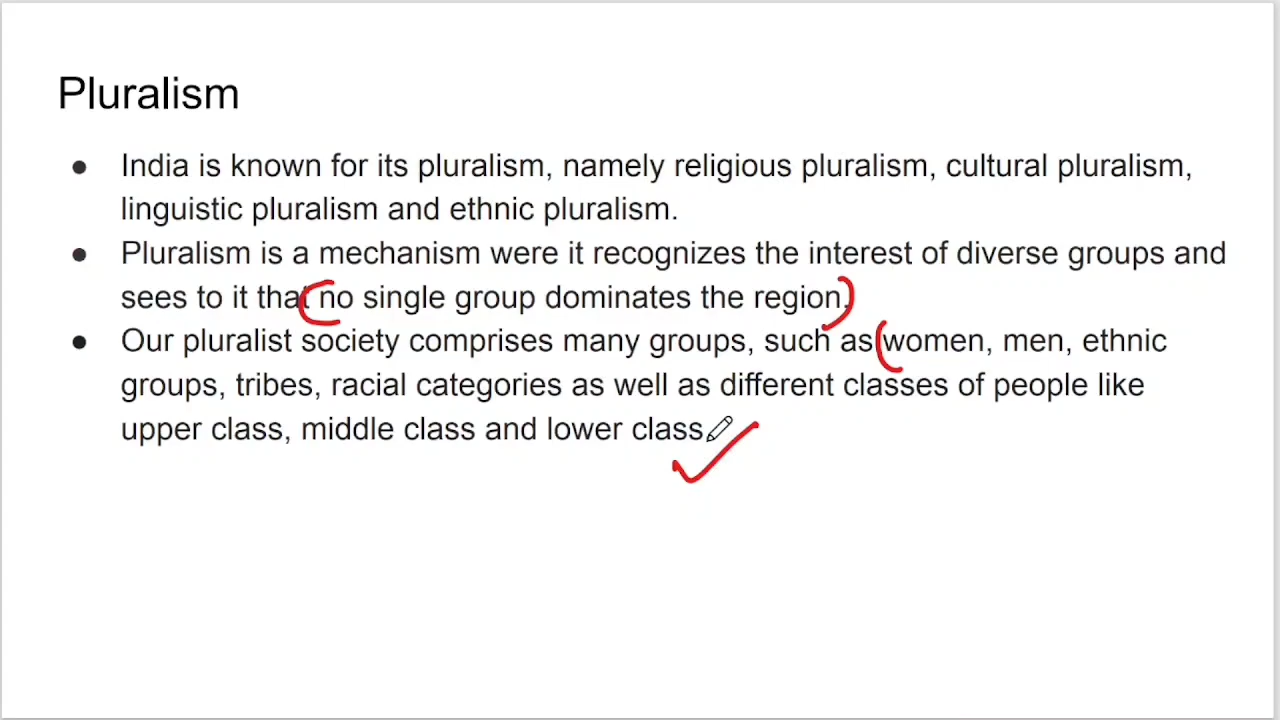 Pluralism
● India is known for its pluralism, namely religious pluralism, cultural pluralism,
linguistic pluralism and ethnic pluralism.
● Pluralism is a mechanism were it recognizes the interest of diverse groups and
sees to it that no single group dominates the region.
● Our pluralist society comprises many groups, such as women, men, ethnic
groups, tribes, racial categories as well as different classes of people like
upper class, middle class and lower class